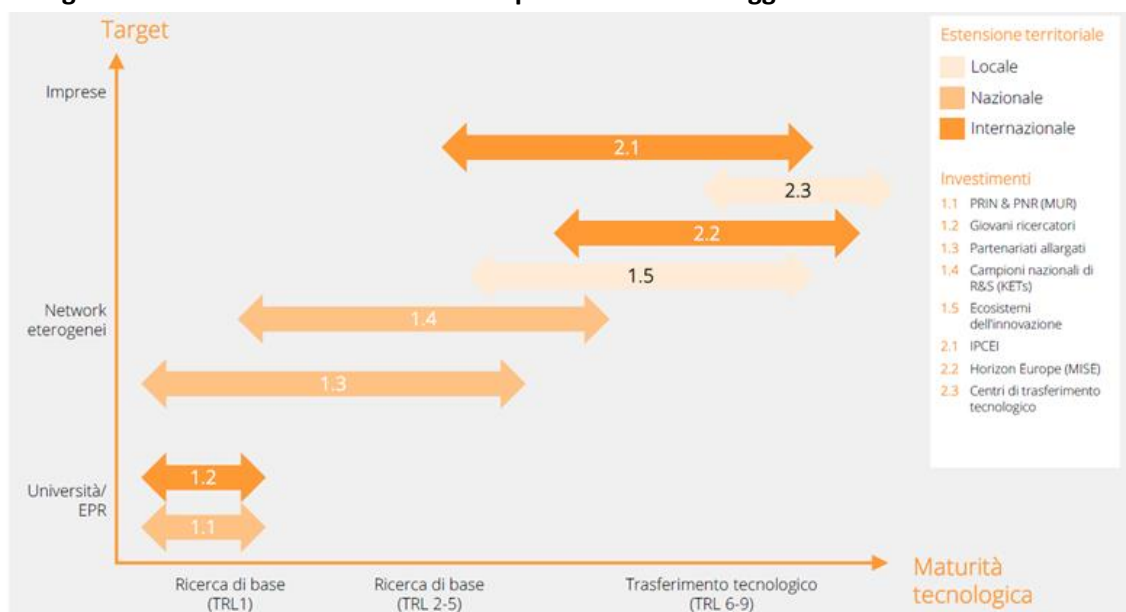 Target
Imprese
Network
eterogenei
Università/
EPR
2.1
2.3
2.2
1.5
1.4
1.3
1.2
1.1
Ricerca di base
(TRL1)
Ricerca di base
(TRL 2-5)
Trasferimento tecnologico
(TRL 6-9)
Maturità
tecnologica
Estensione territoriale
Locale
Nazionale
Internazionale
Investimenti
1.1 PRIN & PNR (MUR)
1.2 Giovani ricercatori
1.3 Partenariati allargati
1.4 Campioni nazionali di
R&S (KETs)
1.5 Ecosistemi
dell'innovazione
2.1 IPCEI
2.2 Horizon Europe (MISE)
2.3 Centri di trasferimento
tecnologico